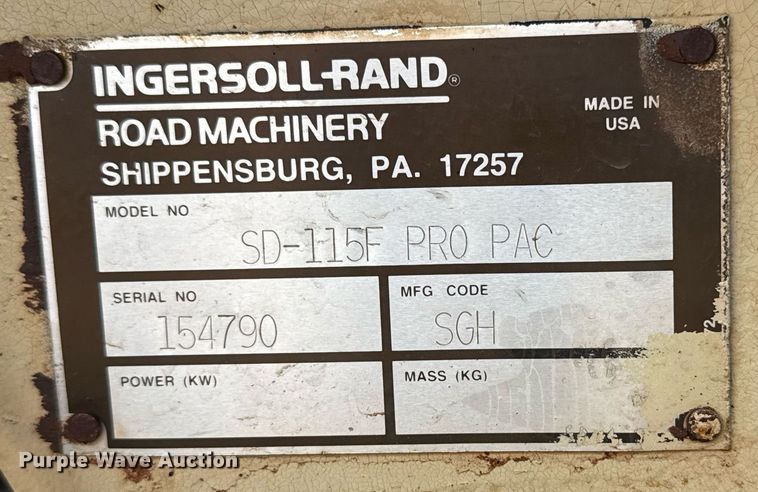 INGERSOLL-RAND®
MADE IN
USA
ROAD MACHINERY
SHIPPENSBURG, PA. 17257
MODEL NO
SD-115F PRO PAC
SERIAL NO
154790
MFG CODE
SGH
POWER (KW)
MASS (KG)
Purple Wave Auction